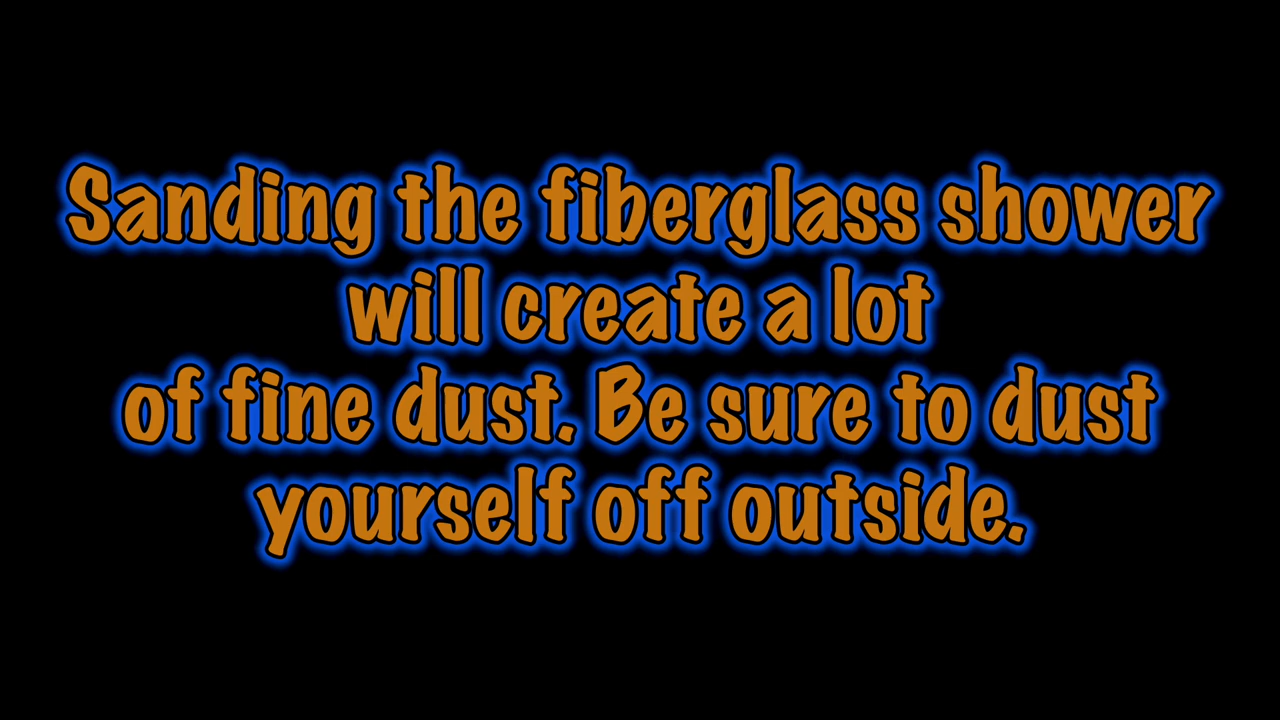 Sanding the fiberglass shower
will create a lot
of fine dust. Be sure to dust
yourself off outside.